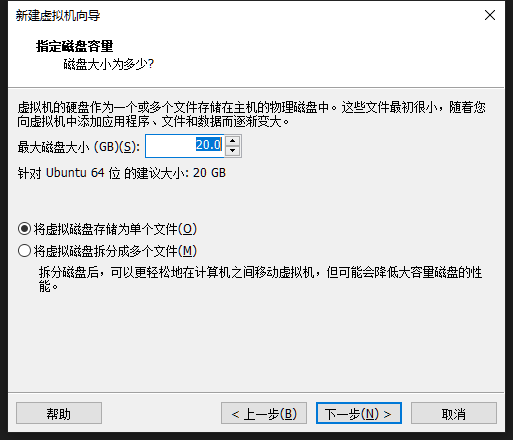 新建虚拟机向导
指定磁盘容量
磁盘大小为多少?
虚拟机的硬盘作为一个或多个文件存储在主机的物理磁盘中。这些文件最初很小，随着您
向虚拟机中添加应用程序、文件和数据而逐渐变大。
最大磁盘大小 (GB)(S): 20.0
针对 Ubuntu 64 位 的建议大小: 20 GB
将虚拟磁盘存储为单个文件(O)
将虚拟磁盘拆分成多个文件(M)
拆分磁盘后，可以更轻松地在计算机之间移动虚拟机，但可能会降低大容量磁盘的性
能。
帮助 < 上一步(B) 下一步(N) > 取消